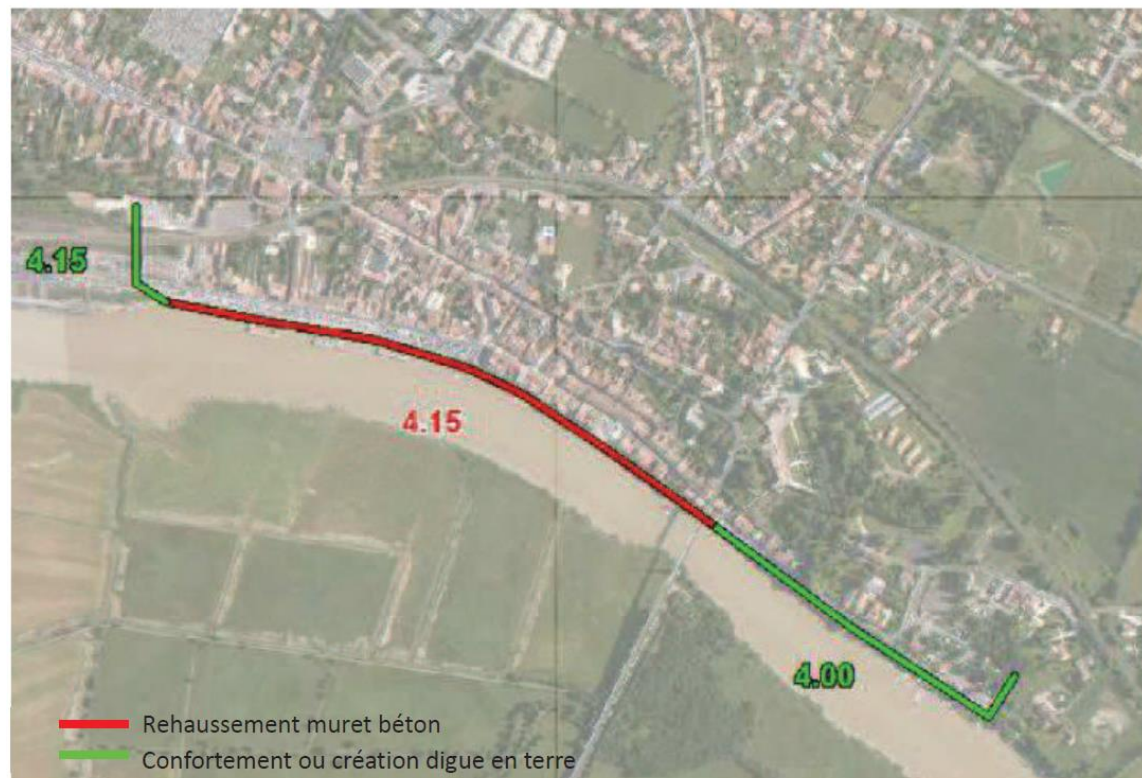 4.15
4.15
4.00
Rehaussement muret béton
Confortement ou création digue en terre